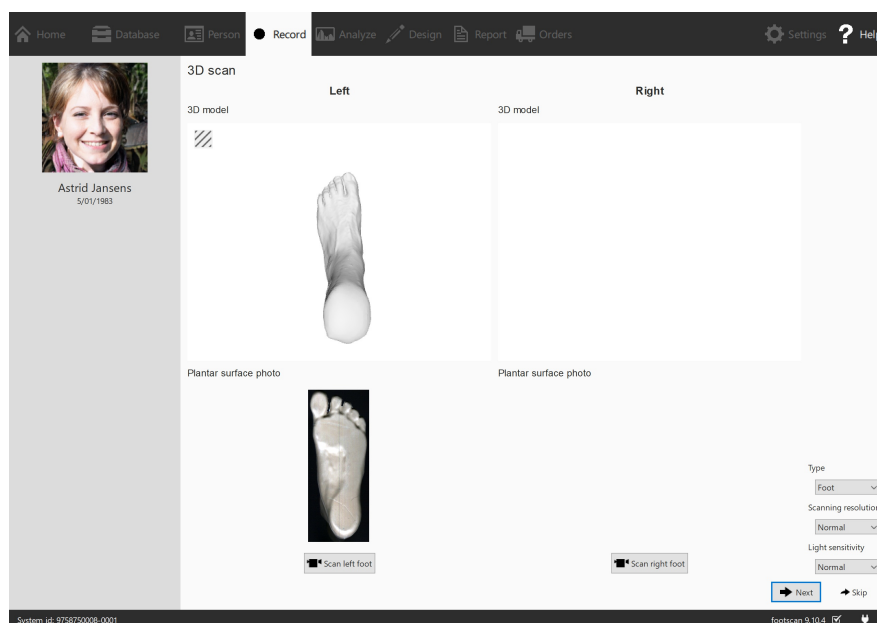 Home Database Person Record Analyze Design Report Orders Settings ? Help
3D scan
Left Right
3D model 3D model
Astrid Jansens
5/01/1983
Plantar surface photo Plantar surface photo
Type
Foot
Scanning resolution
Normal
Light sensitivity
Scan left foot Scan right foot
Normal
Next Skip
System id: 9758750008-0001 footscan 9.10.4